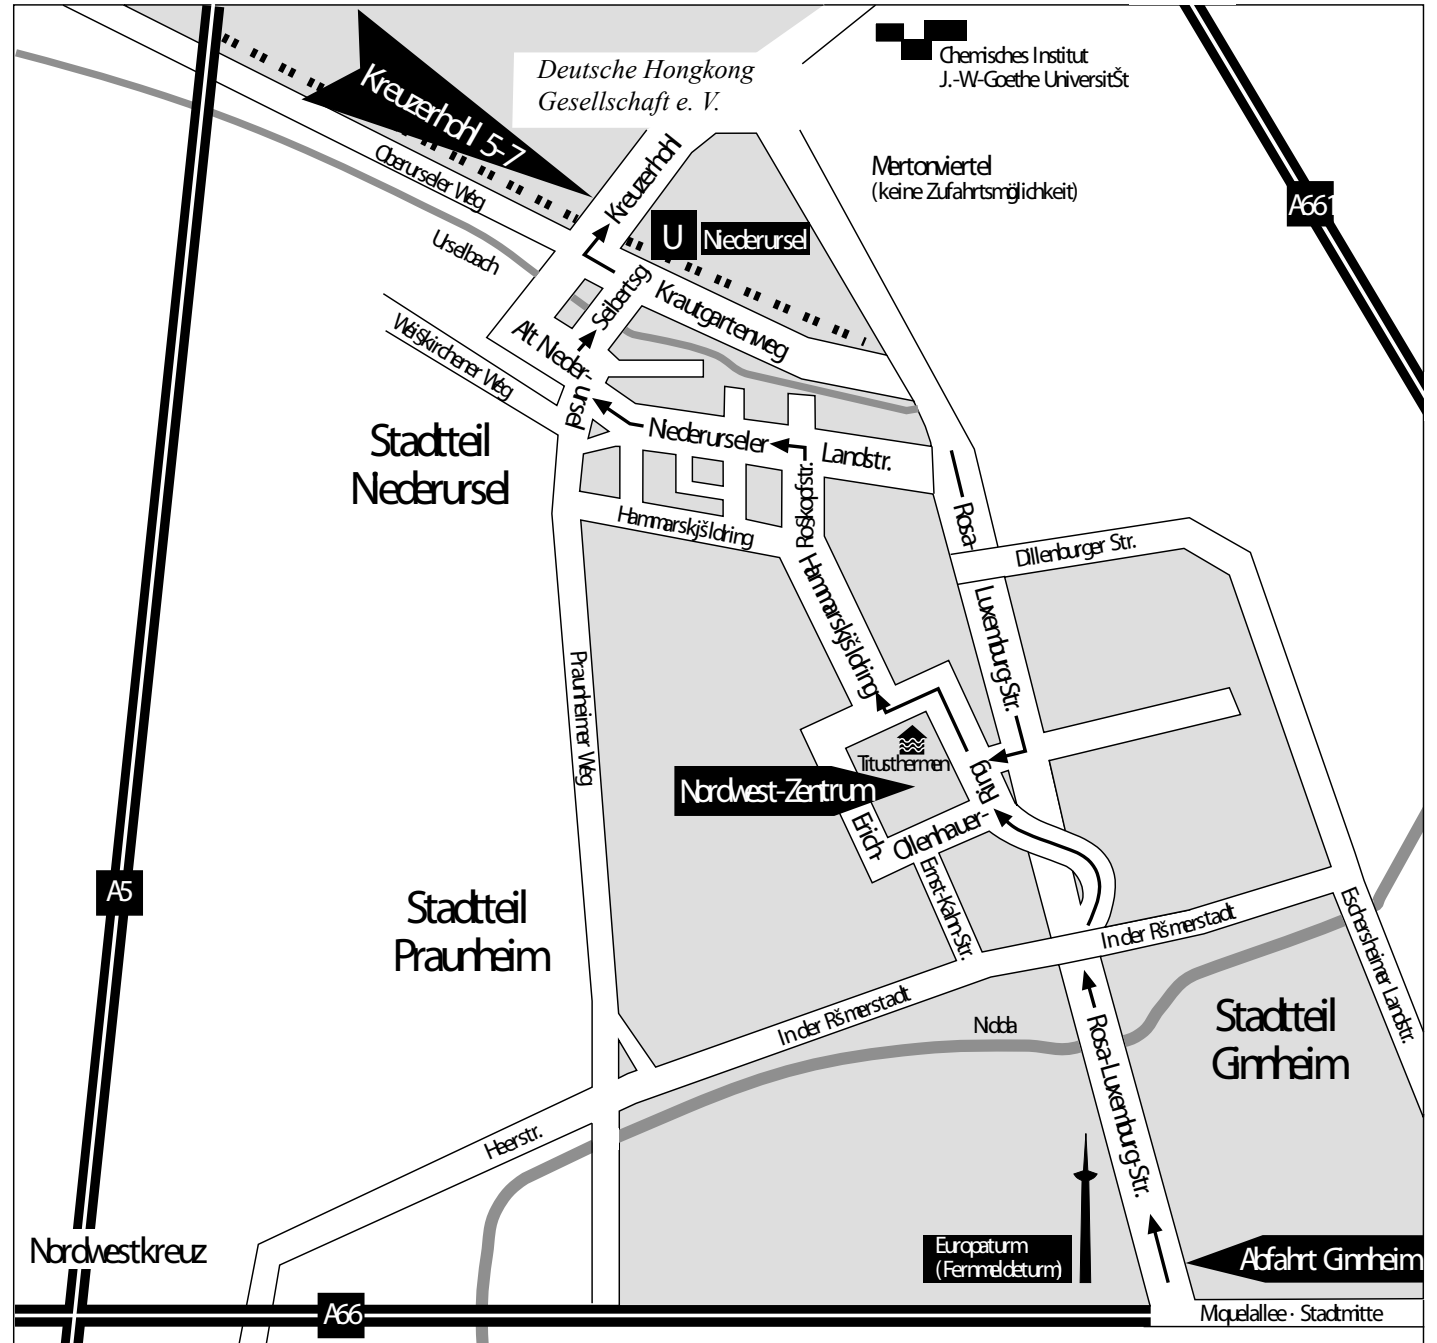 Deutsche Hongkong
Gesellschaft e. V.
Chemisches Institut
J.-W-Goethe UniversitŠt
Kreuzerhohl 5-7
Oberurseler Weg
Urselbach
Kreuzerhohl
Mertonviertel
(keine Zufahrtsmöglichkeit)
A661
U
Niederursel
Seibertsg
Krautgartenweg
Weißkirchener Weg
Alt Nieder-
ursel
Niederurseler
Landstr.
Stadtteil
Niederursel
Roßkopfstr.
Hammarskjšldring
Rosa-
Dillenburger Str.
Hammarskjšldring
Luxemburg-Str.
Praunheimer Weg
Titusthermen
Nordwest-Zentrum
Erich-
Ollenhauer-
Ring
Ernst-Kahn-Str.
A5
Stadtteil
Praunheim
In der Ršmerstadt
Eschersheimer Landstr.
In der Ršmerstadt
Nidda
Rosa-Luxemburg-Str.
Stadtteil
Ginnheim
Heerstr.
Nordwestkreuz
Europaturm
(Fernmeldeturm)
Abfahrt Ginnheim
A66
Miquelallee · Stadtmitte